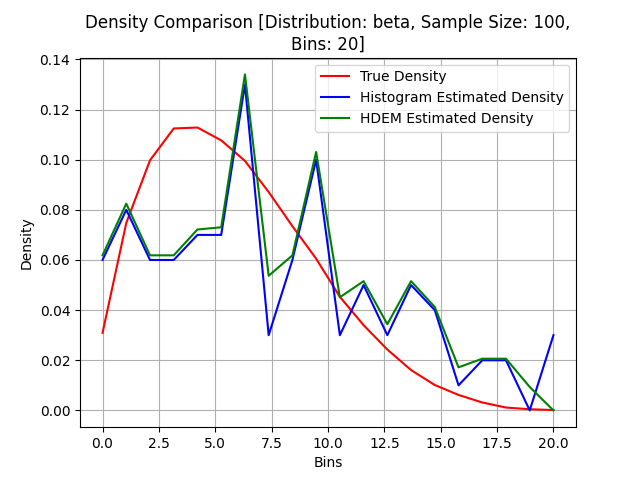 Density Comparison [Distribution: beta, Sample Size: 100,
Bins: 20]
True Density
Histogram Estimated Density
HDEM Estimated Density
Density
0.14
0.12
0.10
0.08
0.06
0.04
0.02
0.00
0.0 2.5 5.0 7.5 10.0 12.5 15.0 17.5 20.0
Bins